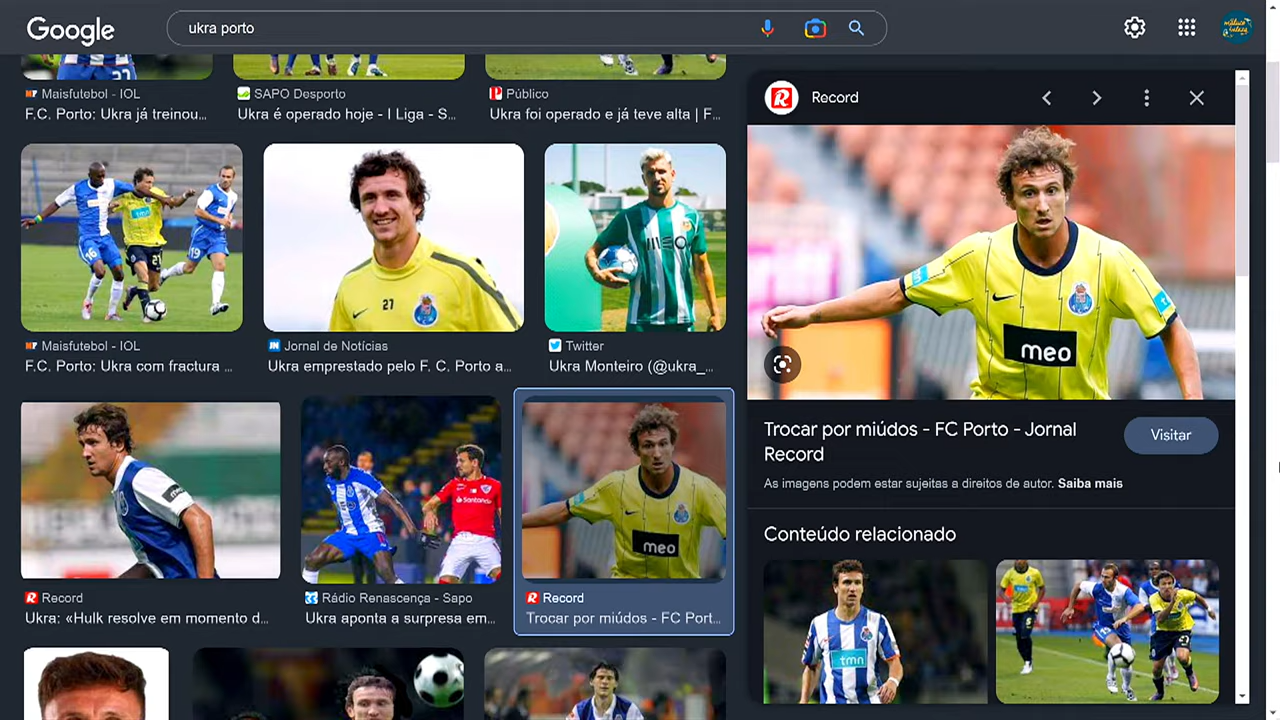 Google
ukra porto
Maisfutebol - IOL
F.C. Porto: Ukra já treinou...
SAPO Desporto
Ukra é operado hoje - I Liga - S...
Público
Ukra foi operado e já teve alta | F...
Maisfutebol - IOL
F.C. Porto: Ukra com fractura ...
27
Jornal de Notícias
Ukra emprestado pelo F. C. Porto a...
MEO
Twitter
Ukra Monteiro (@ukra_...
Record
Ukra: «Hulk resolve em momento d...
Santander
Rádio Renascença - Sapo
Ukra aponta a surpresa em...
meo
Record
Trocar por miúdos - FC Port...
Record
meo
Trocar por miúdos - FC Porto - Jornal
Record
Visitar
As imagens podem estar sujeitas a direitos de autor. Saiba mais
Conteúdo relacionado
tmn